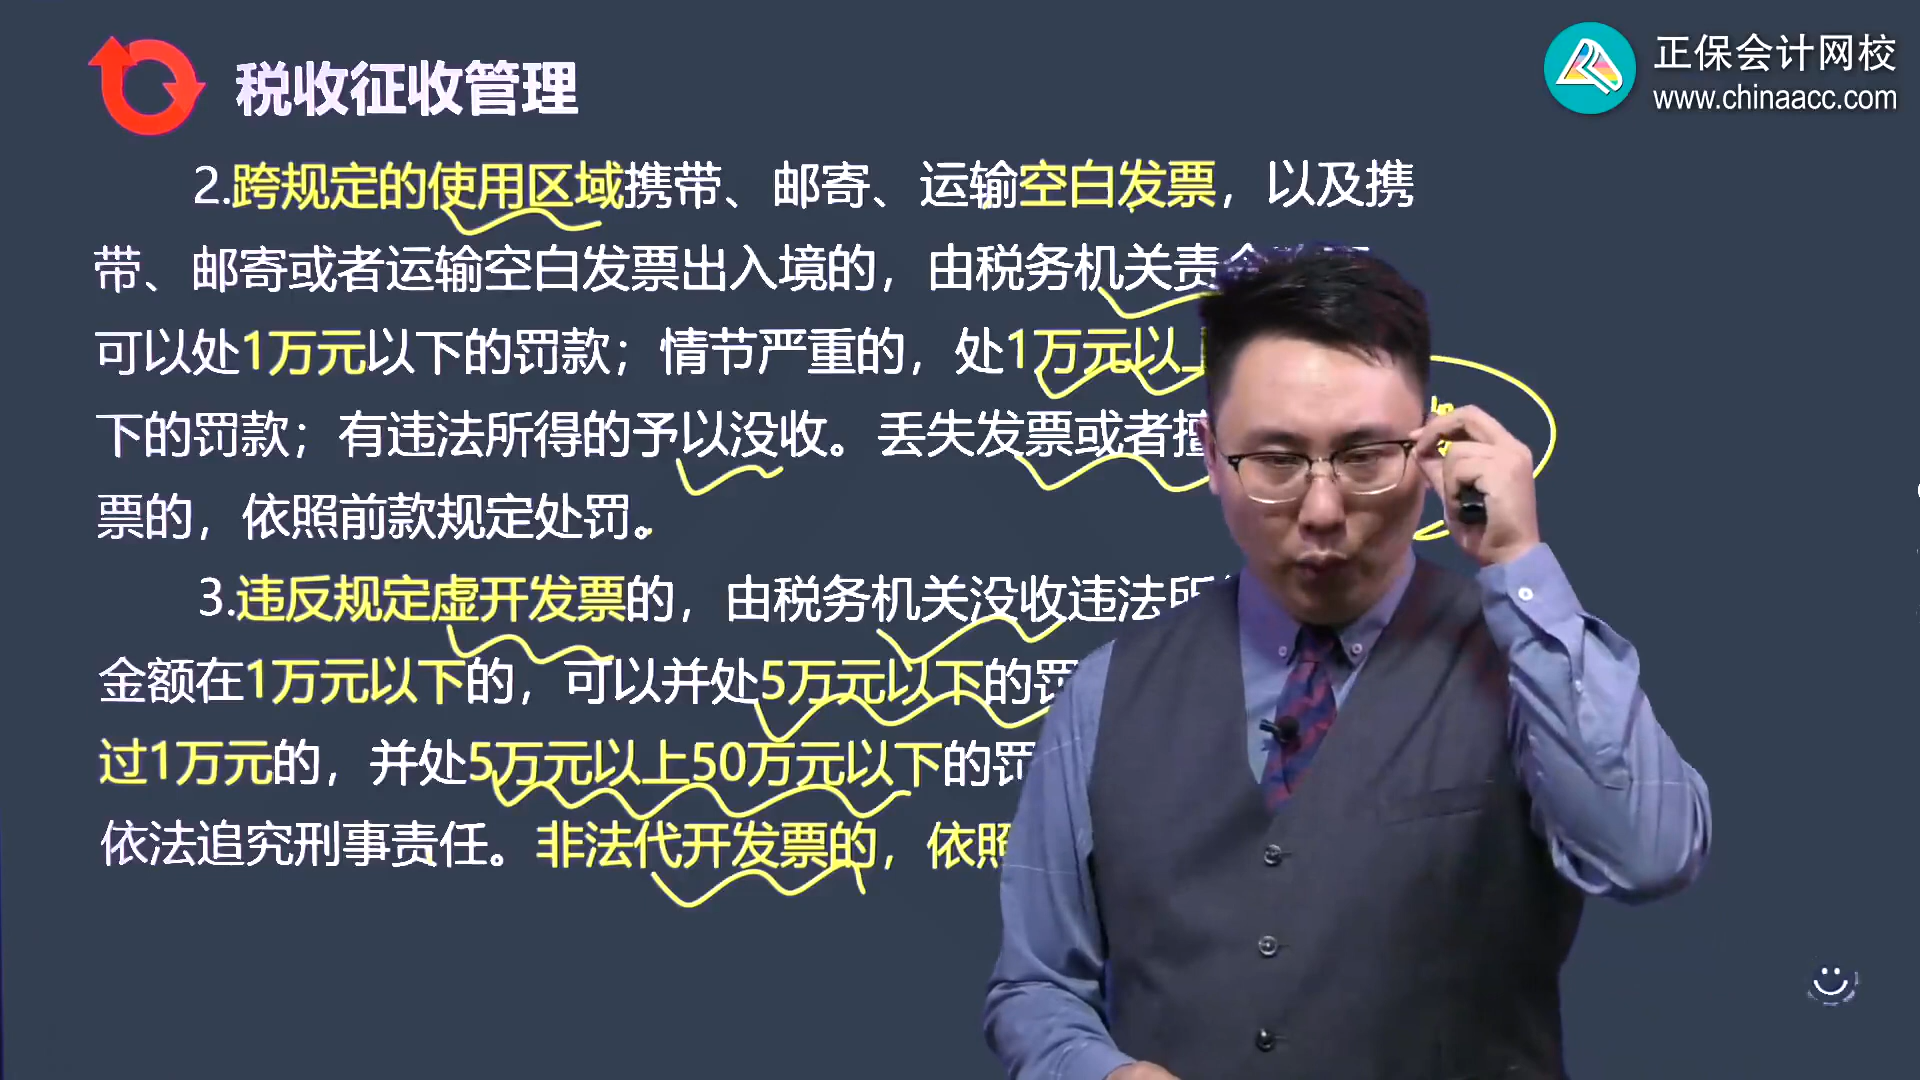 正保会计网校
www.chinaacc.com
税收征收管理
2.跨规定的使用区域携带、邮寄、运输空白发票，以及携
带、邮寄或者运输空白发票出入境的，由税务机关责令
可以处1万元以下的罚款；情节严重的，处1万元以上
下的罚款；有违法所得的予以没收。丢失发票或者擅
票的，依照前款规定处罚。
3.违反规定虚开发票的，由税务机关没收违法所
金额在1万元以下的，可以并处5万元以下的罚
过1万元的，并处5万元以上50万元以下的罚
依法追究刑事责任。非法代开发票的，依照